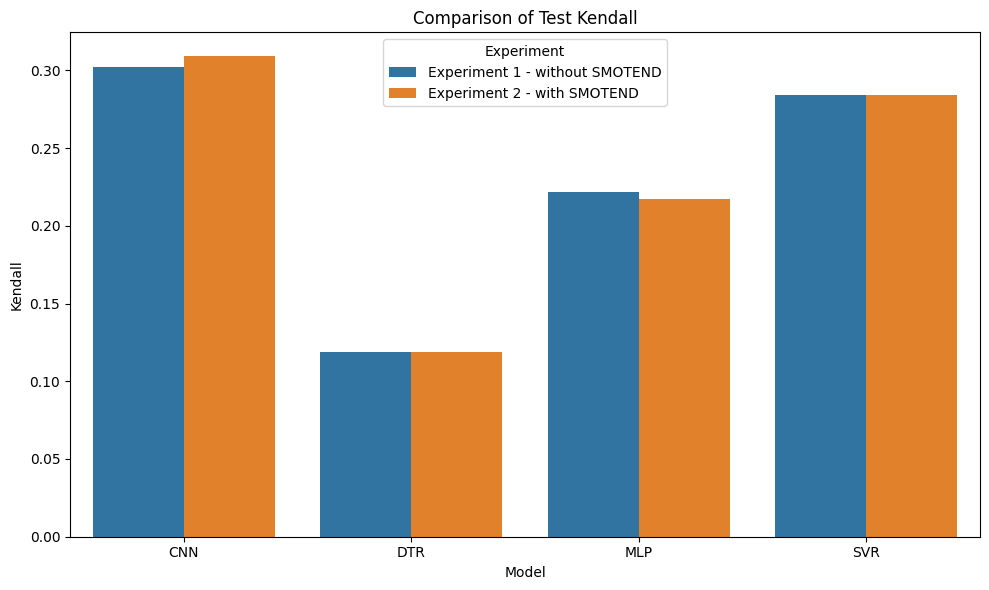 Comparison of Test Kendall
Experiment
Experiment 1 - without SMOTEND
Experiment 2 - with SMOTEND
Kendall
0.30
0.25
0.20
0.15
0.10
0.05
0.00
CNN
DTR
MLP
SVR
Model